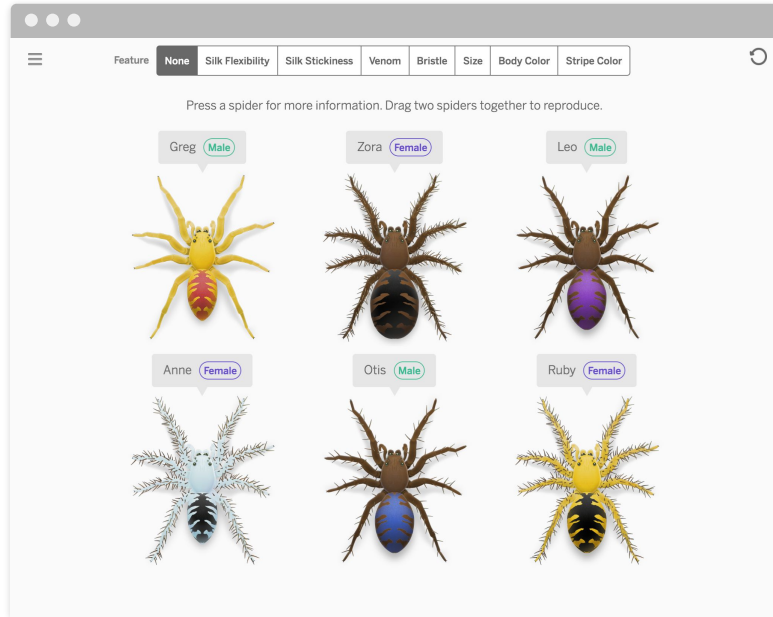 Feature None Silk Flexibility Silk Stickiness Venom Bristle Size Body Color Stripe Color
Press a spider for more information. Drag two spiders together to reproduce.
Greg Male Zora Female Leo Male
Anne Female Otis Male Ruby Female